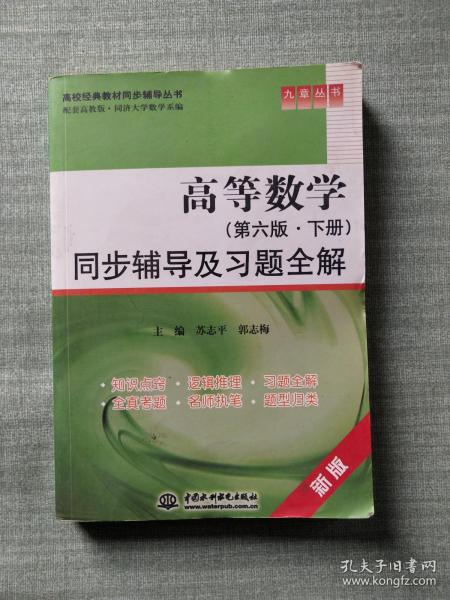 高校经典教材同步辅导丛书
配套高教版·同济大学数学系编
九章丛书
高等数学
(第六版·下册)
同步辅导及习题全解
主 编 苏志平 郭志梅
·知识点窍 ·逻辑推理 ·习题全解
·全真考题 ·名师执笔 ·题型归类
新版
中国水利水电出版社
www.waterpub.com.cn
孔夫子旧书网
www.kongfz.com